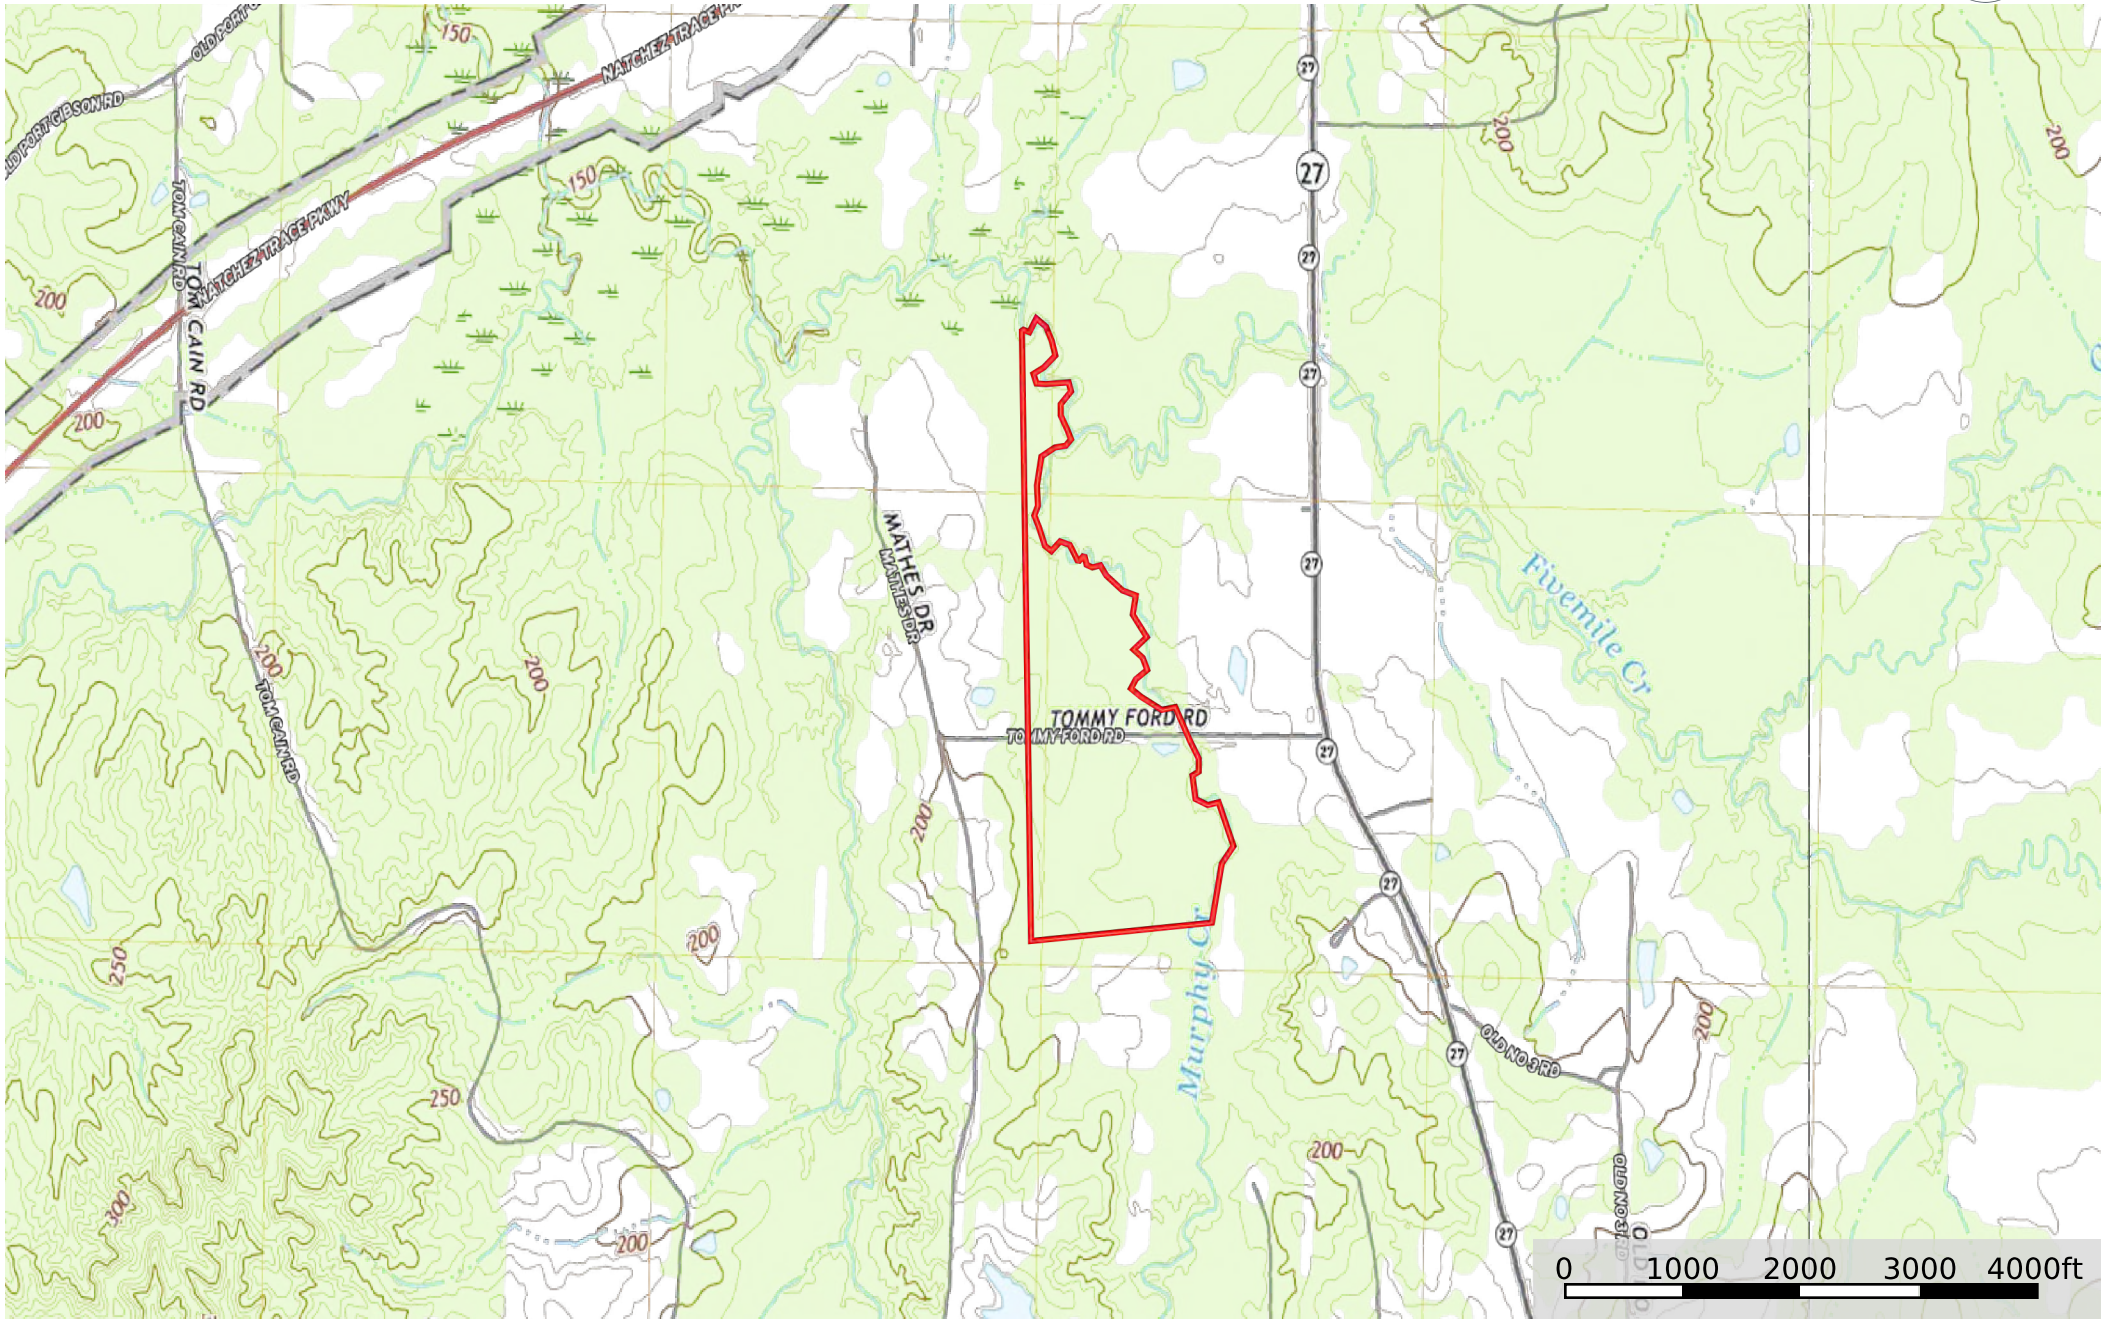 OLD PORT G
150
NATCHEZ TRACE PK
27
LD PORT GIBSON RD
200
200
27
150
TOM CAIN RD
NATCHEZ TRACE PKWY
27
200
TOM CAIN RD
27
200
MATHES DR
MATHES DR
27
Fivemile Cr
200
200
TOM CAIN RD
TOMMY FORD RD
TOMMY FORD RD
27
200
27
200
250
Murphy Cr
200
OLD NO 3 RD
27
250
200
300
OLD NO 3 RD
200
27
OLD
0 1000 2000 3000 4000ft